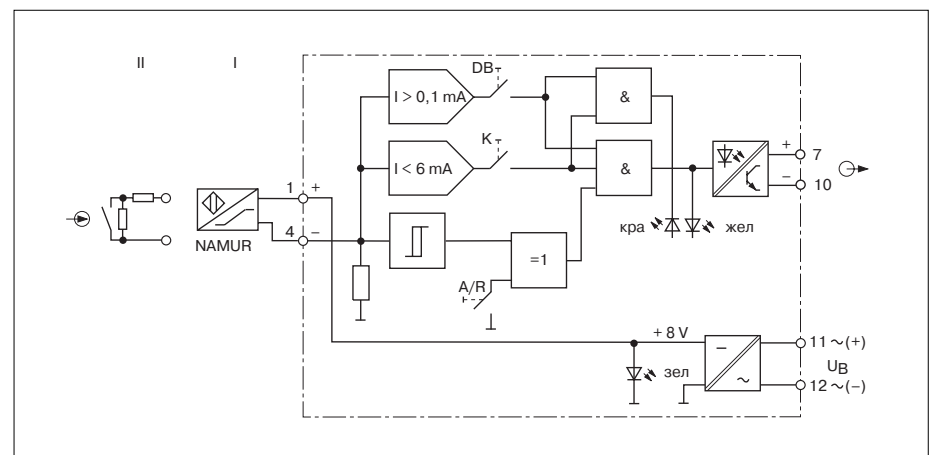 II I
DB
I > 0,1 mA
&
K
I < 6 mA
&
+ 7
− 10
1 +
4 −
NAMUR
кра
жел
=1
A/R
+ 8 V
−
~
зел
11 ~ (+)
UB
12 ~ (−)